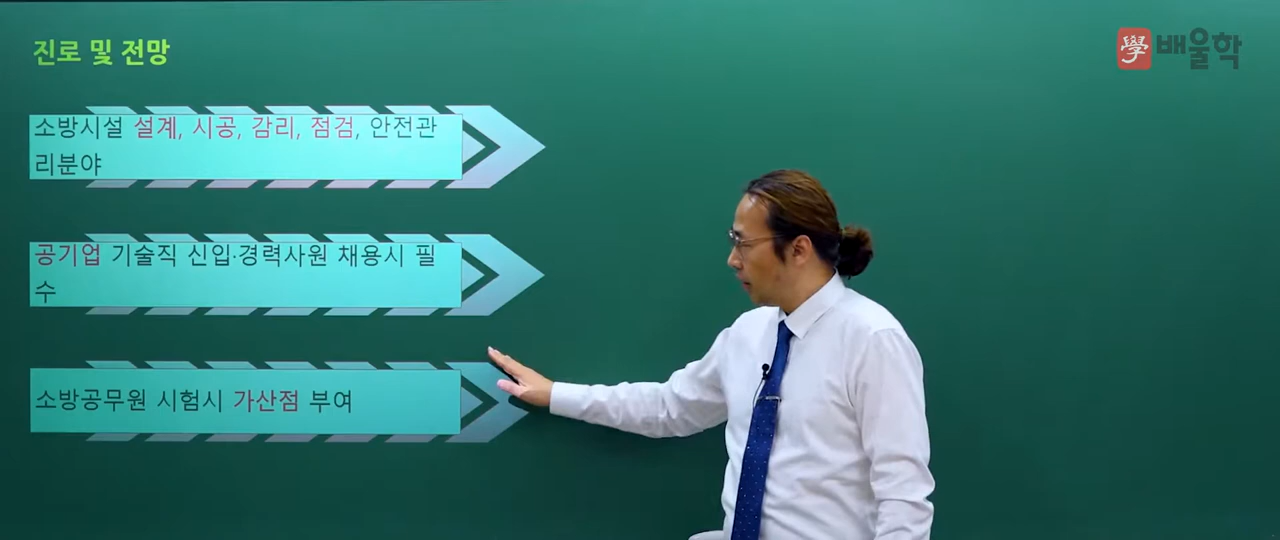 진로 및 전망
學 배울학
소방시설 설계, 시공, 감리, 점검, 안전관
리분야
공기업 기술직 신입·경력사원 채용시 필
수
소방공무원 시험시 가산점 부여